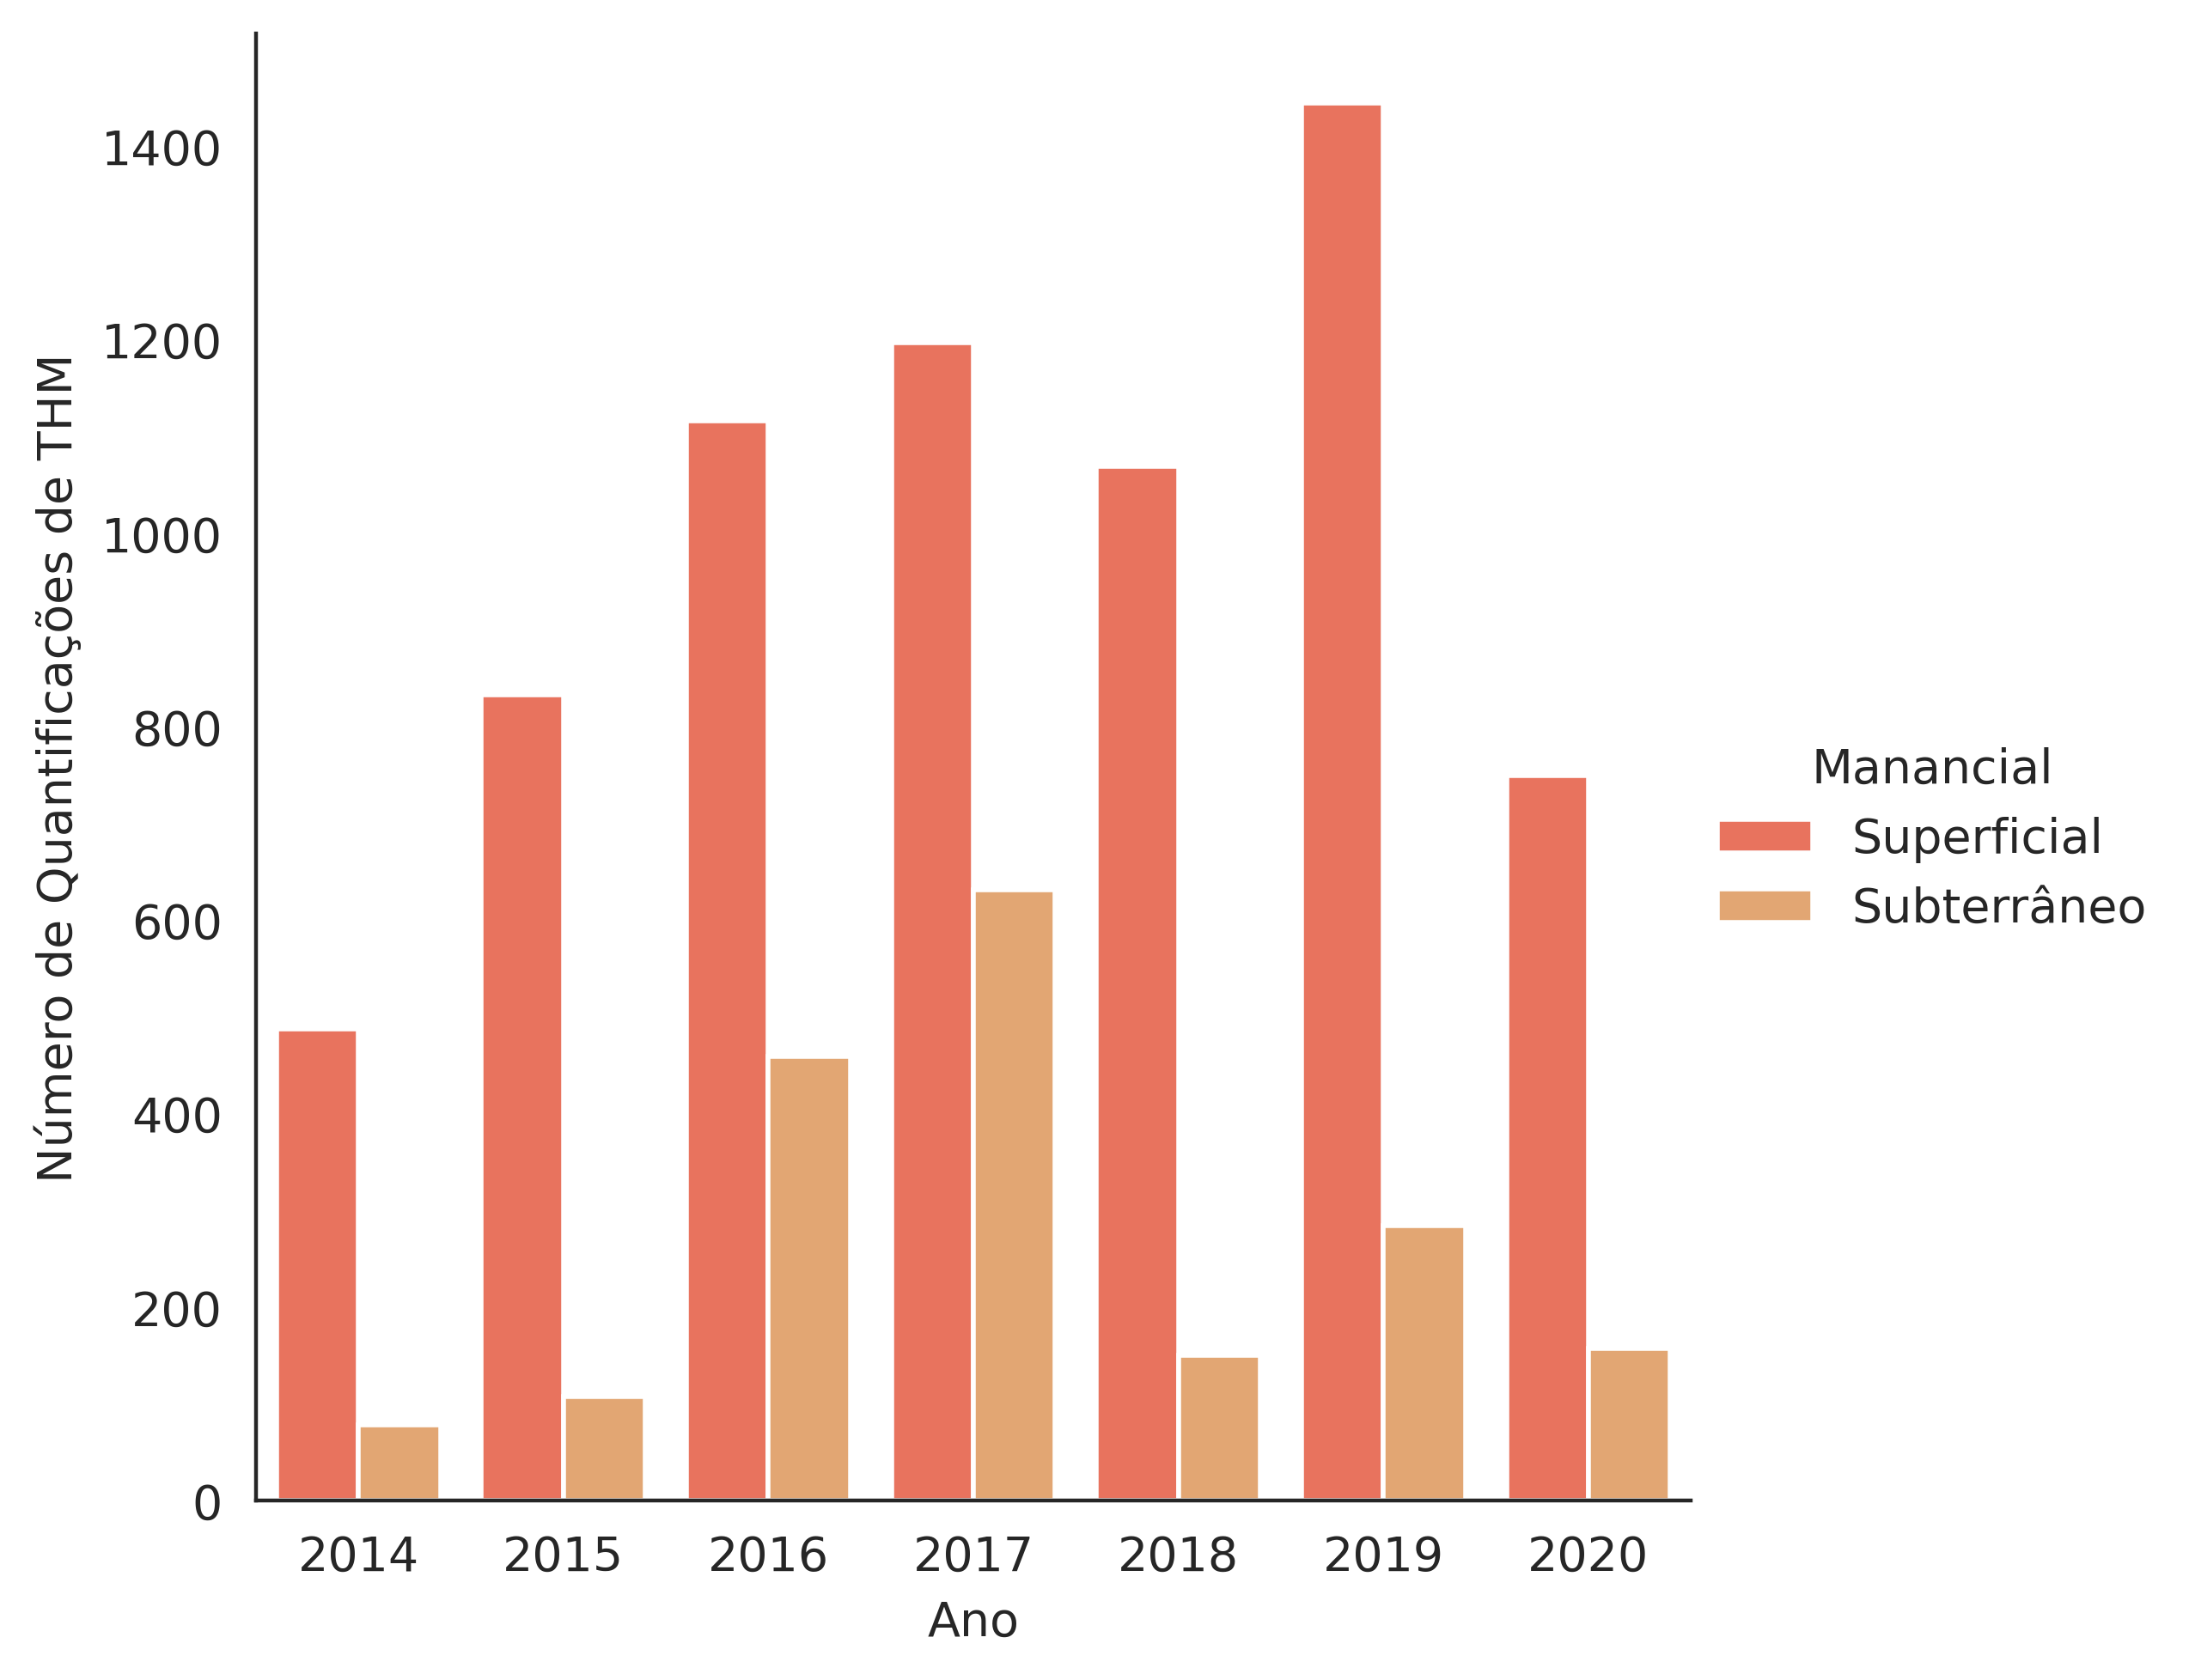 Número de Quantificações de THM
1400
1200
1000
800
600
400
200
0
2014 2015 2016 2017 2018 2019 2020
Ano
Manancial
Superficial
Subterrâneo